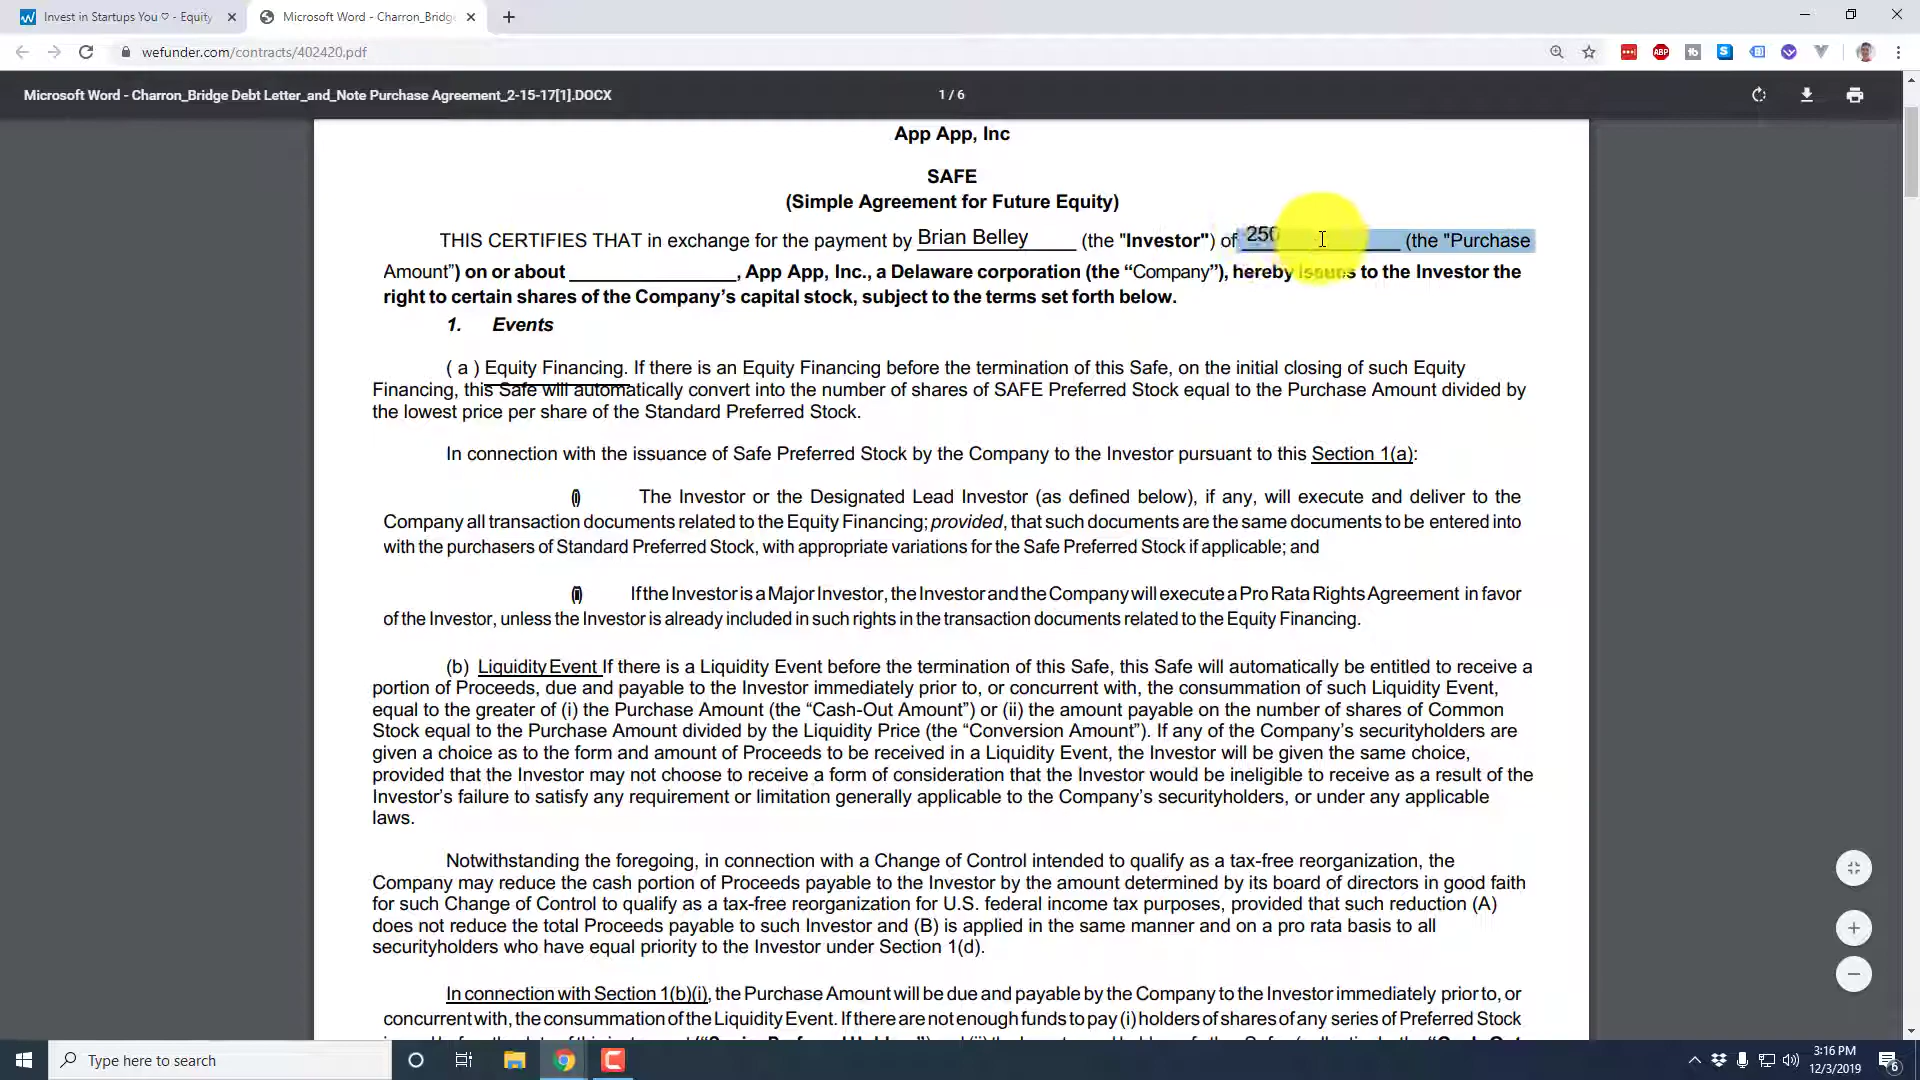 Invest in Startups You ♡ - Equity
Microsoft Word - Charron_Bridge
wefunder.com/contracts/402420.pdf
Microsoft Word - Charron_Bridge Debt Letter_and_Note Purchase Agreement_2-15-17[1].DOCX
1 / 6
App App, Inc
SAFE
(Simple Agreement for Future Equity)
THIS CERTIFIES THAT in exchange for the payment by Brian Belley (the "Investor") of 250 (the "Purchase
Amount”) on or about ________________, App App, Inc., a Delaware corporation (the “Company”), hereby issues to the Investor the
right to certain shares of the Company’s capital stock, subject to the terms set forth below.
1. Events
( a ) Equity Financing. If there is an Equity Financing before the termination of this Safe, on the initial closing of such Equity
Financing, this Safe will automatically convert into the number of shares of SAFE Preferred Stock equal to the Purchase Amount divided by
the lowest price per share of the Standard Preferred Stock.
In connection with the issuance of Safe Preferred Stock by the Company to the Investor pursuant to this Section 1(a):
(i) The Investor or the Designated Lead Investor (as defined below), if any, will execute and deliver to the
Company all transaction documents related to the Equity Financing; provided, that such documents are the same documents to be entered into
with the purchasers of Standard Preferred Stock, with appropriate variations for the Safe Preferred Stock if applicable; and
If the Investor is a Major Investor, the Investor and the Company will execute a Pro Rata Rights Agreement in favor
of the Investor, unless the Investor is already included in such rights in the transaction documents related to the Equity Financing.
(b) Liquidity Event If there is a Liquidity Event before the termination of this Safe, this Safe will automatically be entitled to receive a
portion of Proceeds, due and payable to the Investor immediately prior to, or concurrent with, the consummation of such Liquidity Event,
equal to the greater of (i) the Purchase Amount (the “Cash-Out Amount”) or (ii) the amount payable on the number of shares of Common
Stock equal to the Purchase Amount divided by the Liquidity Price (the “Conversion Amount”). If any of the Company’s securityholders are
given a choice as to the form and amount of Proceeds to be received in a Liquidity Event, the Investor will be given the same choice,
provided that the Investor may not choose to receive a form of consideration that the Investor would be ineligible to receive as a result of the
Investor’s failure to satisfy any requirement or limitation generally applicable to the Company’s securityholders, or under any applicable
laws.
Notwithstanding the foregoing, in connection with a Change of Control intended to qualify as a tax-free reorganization, the
Company may reduce the cash portion of Proceeds payable to the Investor by the amount determined by its board of directors in good faith
for such Change of Control to qualify as a tax-free reorganization for U.S. federal income tax purposes, provided that such reduction (A)
does not reduce the total Proceeds payable to such Investor and (B) is applied in the same manner and on a pro rata basis to all
securityholders who have equal priority to the Investor under Section 1(d).
In connection with Section 1(b)(i), the Purchase Amount will be due and payable by the Company to the Investor immediately prior to, or
concurrent with, the consummation of the Liquidity Event. If there are not enough funds to pay (i) holders of shares of any series of Preferred Stock
Type here to search
3:16 PM
12/3/2019
6